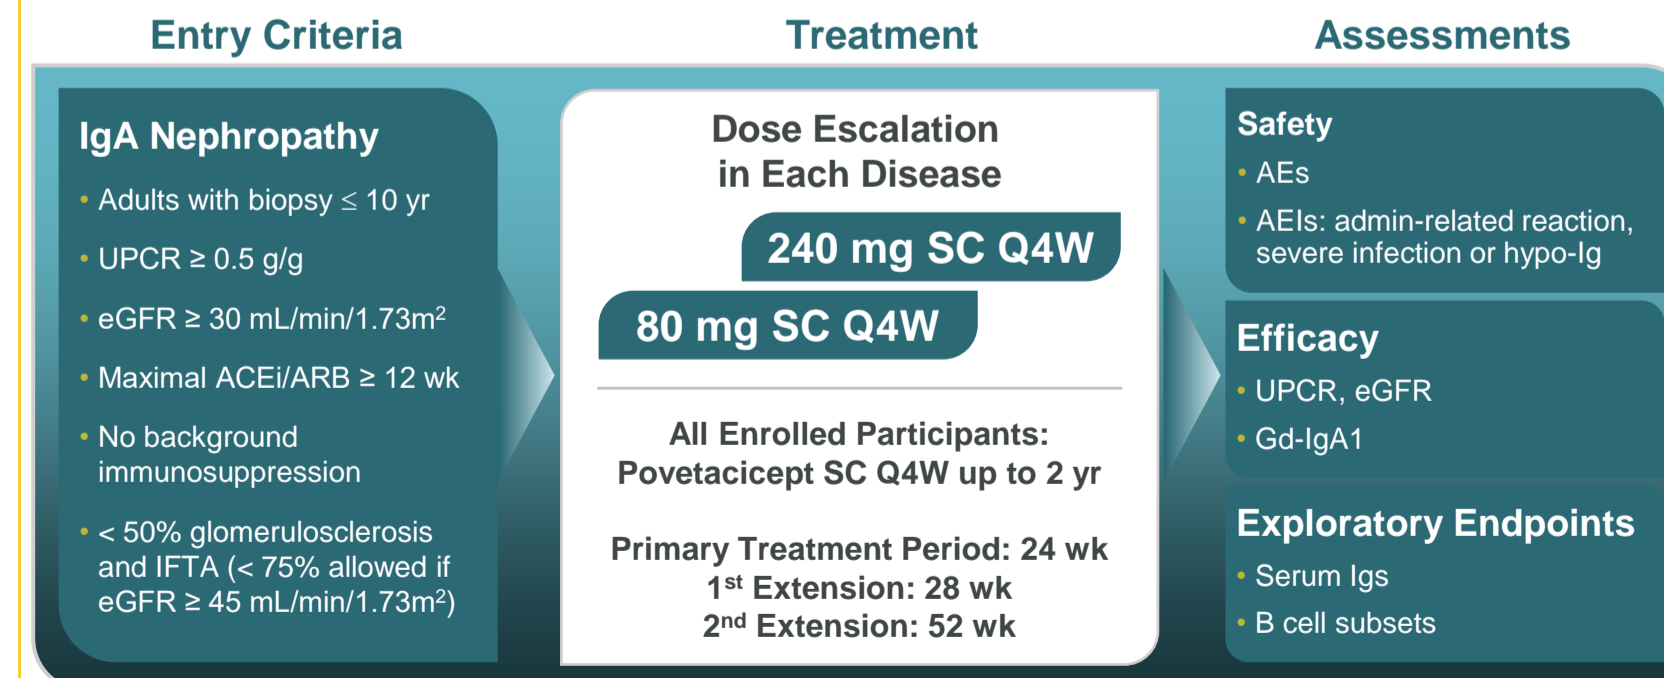 Entry Criteria
Treatment
Assessments
IgA Nephropathy
• Adults with biopsy ≤ 10 yr
• UPCR ≥ 0.5 g/g
• eGFR ≥ 30 mL/min/1.73m²
• Maximal ACEi/ARB ≥ 12 wk
• No background
immunosuppression
• < 50% glomerulosclerosis
and IFTA (< 75% allowed if
eGFR ≥ 45 mL/min/1.73m²)
Dose Escalation
in Each Disease
240 mg SC Q4W
80 mg SC Q4W
All Enrolled Participants:
Povetacicept SC Q4W up to 2 yr
Primary Treatment Period: 24 wk
1st Extension: 28 wk
2nd Extension: 52 wk
Safety
• AEs
• AEIs: admin-related reaction,
severe infection or hypo-Ig
Efficacy
• UPCR, eGFR
• Gd-IgA1
Exploratory Endpoints
• Serum Igs
• B cell subsets